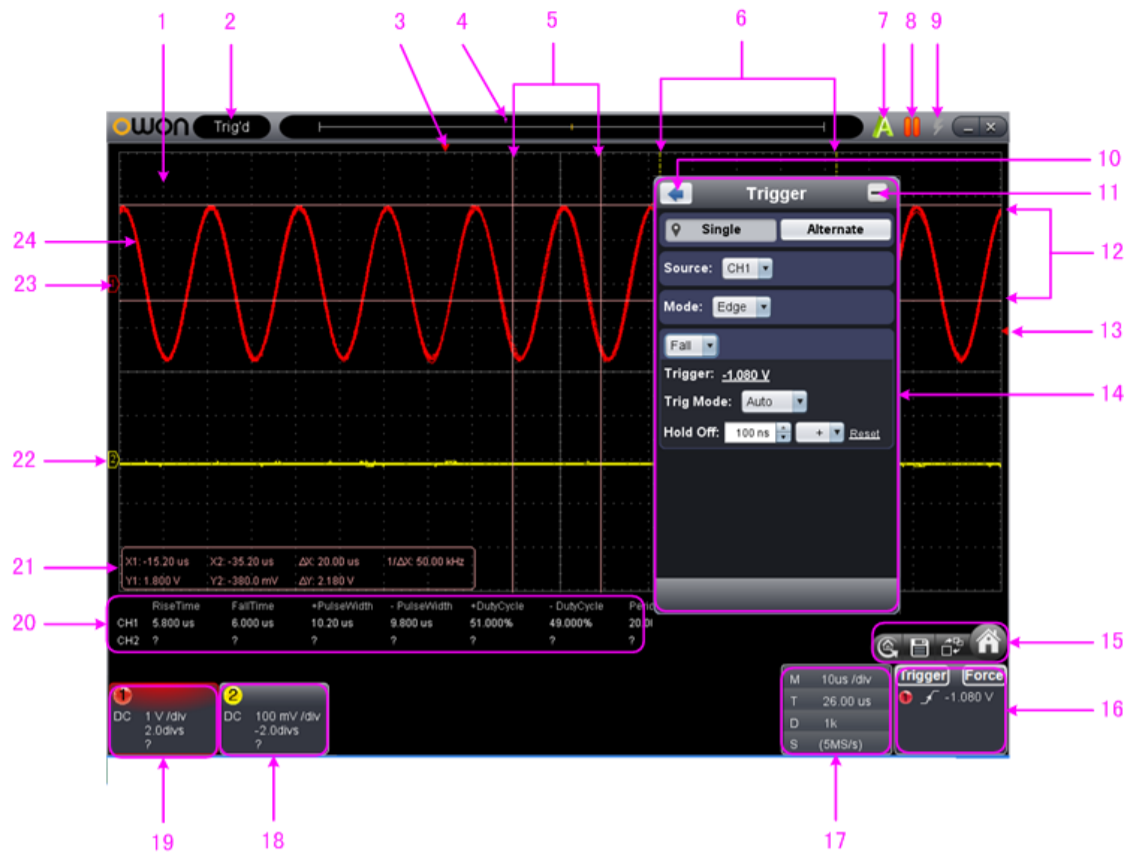 1 2 3 4 5 6 7 8 9
owon Trig'd A
10
Trigger
11
Single Alternate
24
12
Source: CH1
23
Mode: Edge
13
Fall
Trigger: -1.080 V
14
Trig Mode: Auto
Hold Off: 100 ns + Reset
22
2
21
X1:-15.20 us X2:-35.20 us ΔX: 20.00 us 1/ΔX: 50.00 kHz
Y1: 1.800 V Y2:-380.0 mV ΔY: 2.180 V
RiseTime FallTime +PulseWidth - PulseWidth +DutyCycle - DutyCycle
20
CH1 5.800 us 6.000 us 10.20 us 9.800 us 51.000% 49.000%
CH2 ? ? ? ? ? ? ?
15
1
DC 1 V /div
2.0divs
?
2
DC 100 mV /div
-2.0divs
?
M 10us /div
T 26.00 us
D 1k
S (5MS/s)
Trigger Force
1 -1.080 V
16
19 18 17